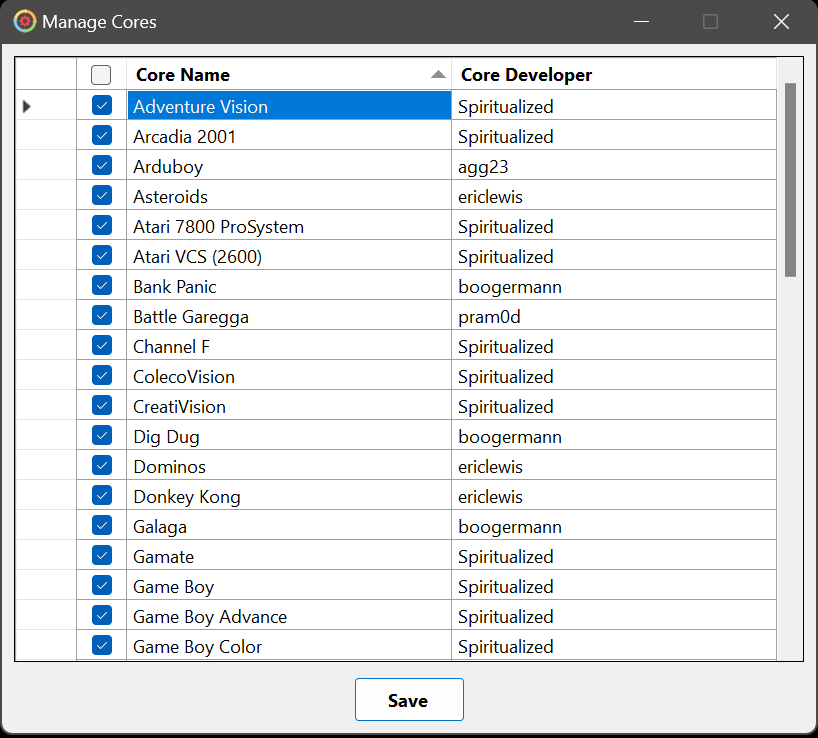 Manage Cores
Core Name Core Developer
Adventure Vision Spiritualized
Arcadia 2001 Spiritualized
Arduboy agg23
Asteroids ericlewis
Atari 7800 ProSystem Spiritualized
Atari VCS (2600) Spiritualized
Bank Panic boogermann
Battle Garegga pram0d
Channel F Spiritualized
ColecoVision Spiritualized
CreatiVision Spiritualized
Dig Dug boogermann
Dominos ericlewis
Donkey Kong ericlewis
Galaga boogermann
Gamate Spiritualized
Game Boy Spiritualized
Game Boy Advance Spiritualized
Game Boy Color Spiritualized
Save